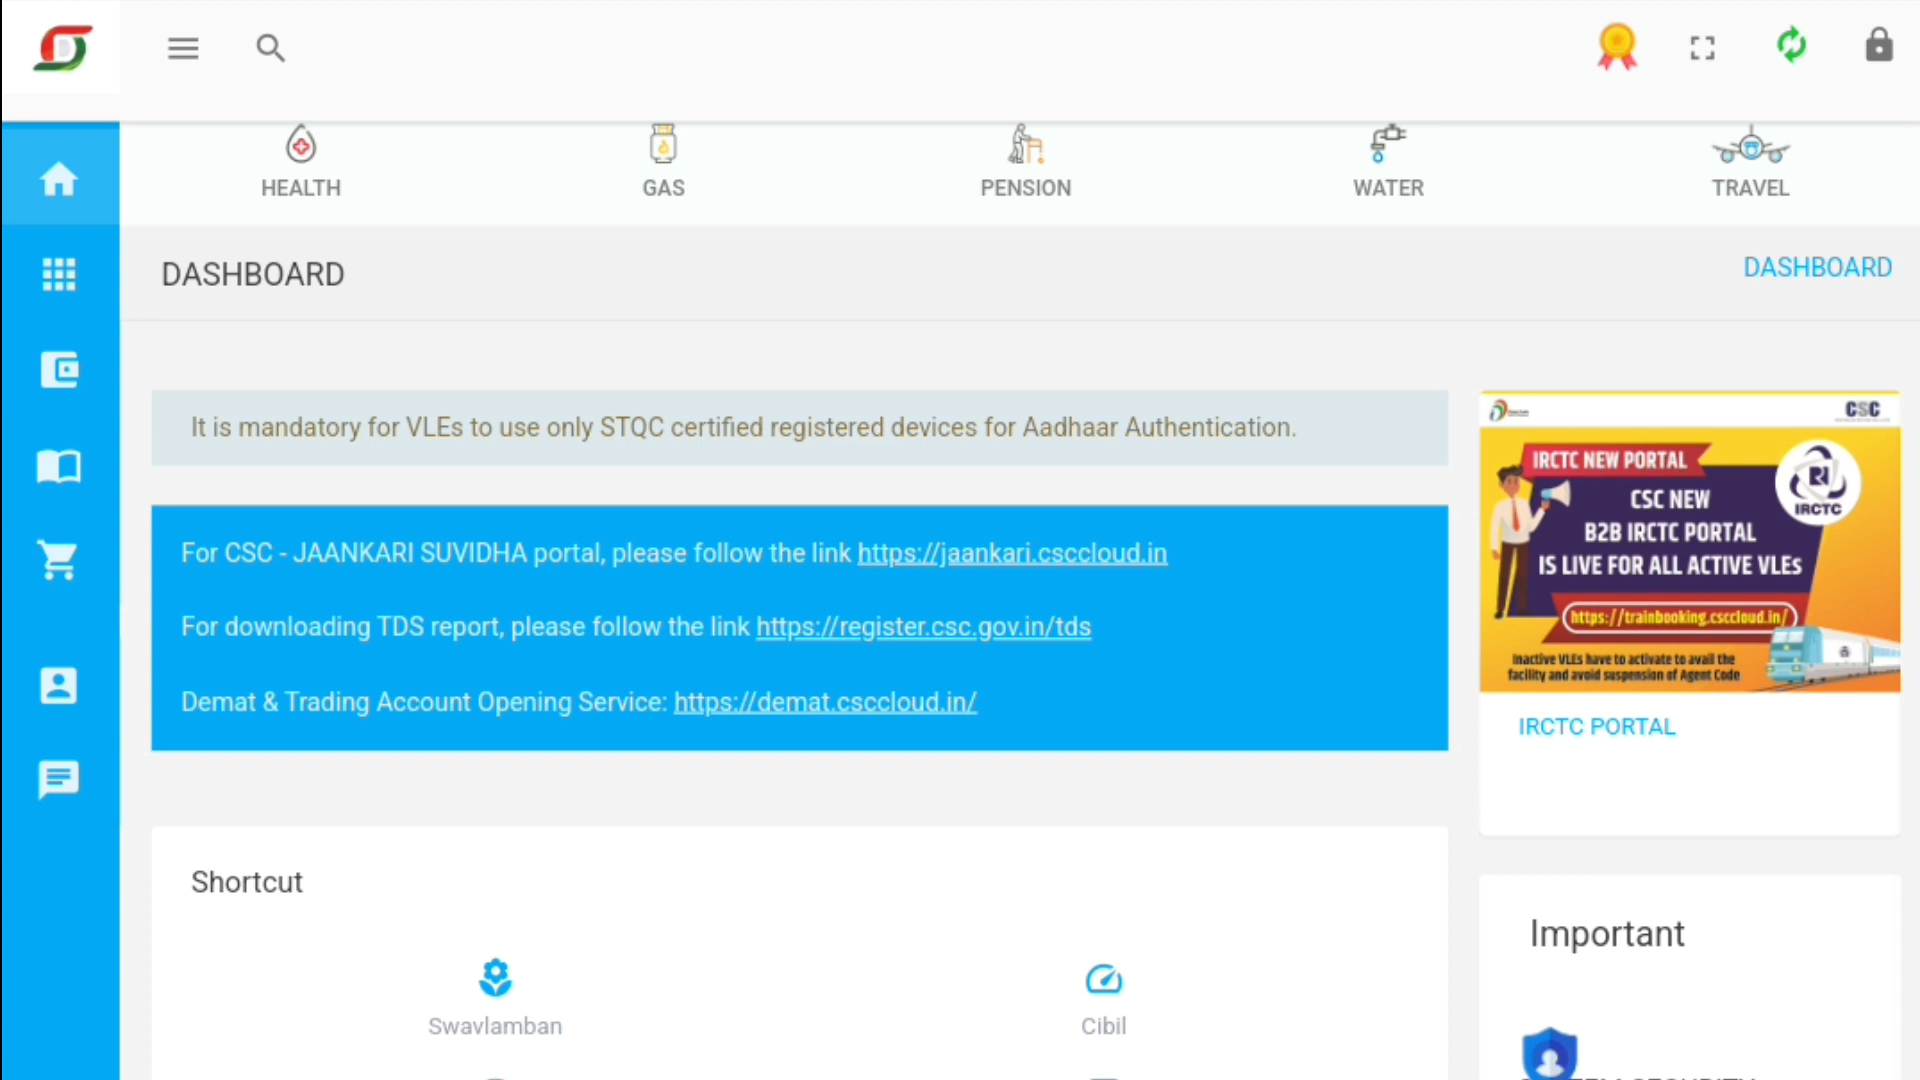 HEALTH
GAS
PENSION
WATER
TRAVEL
DASHBOARD
DASHBOARD
It is mandatory for VLEs to use only STQC certified registered devices for Aadhaar Authentication.
For CSC - JAANKARI SUVIDHA portal, please follow the link https://jaankari.csccloud.in
For downloading TDS report, please follow the link https://register.csc.gov.in/tds
Demat & Trading Account Opening Service: https://demat.csccloud.in/
CSC
IRCTC NEW PORTAL
CSC NEW
B2B IRCTC PORTAL
IS LIVE FOR ALL ACTIVE VLEs
IRCTC
https://trainbooking.csccloud.in/
Inactive VLEs have to activate to avail the
facility and avoid suspension of Agent Code
IRCTC PORTAL
Shortcut
Swavlamban
Cibil
Important